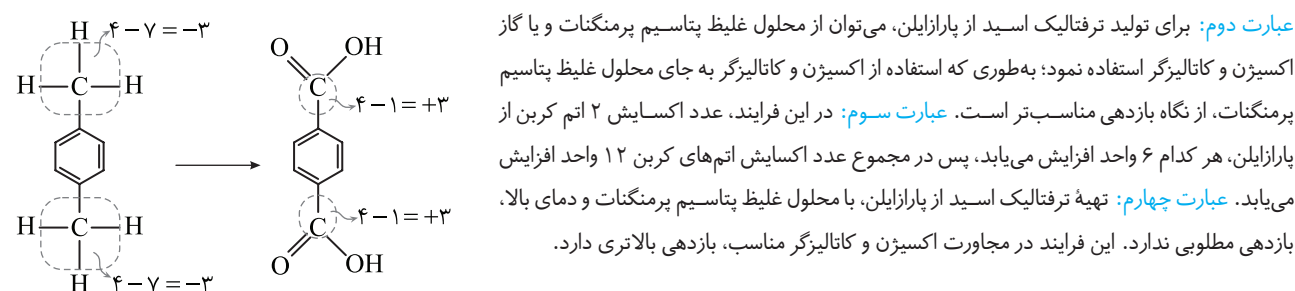 عبارت دوم: برای تولید ترفتالیک اسید از پارازایلن، می‌توان از محلول غلیظ پتاسیم پرمنگنات و یا گاز
اکسیژن و کاتالیزگر استفاده نمود؛ به‌طوری که استفاده از اکسیژن و کاتالیزگر به جای محلول غلیظ پتاسیم
پرمنگنات، از نگاه بازدهی مناسب‌تر است. عبارت سوم: در این فرایند، عدد اکسایش ۲ اتم کربن از
پارازایلن، هر کدام ۶ واحد افزایش می‌یابد، پس در مجموع عدد اکسایش اتم‌های کربن ۱۲ واحد افزایش
می‌یابد. عبارت چهارم: تهیهٔ ترفتالیک اسید از پارازایلن، با محلول غلیظ پتاسیم پرمنگنات و دمای بالا،
بازدهی مطلوبی ندارد. این فرایند در مجاورت اکسیژن و کاتالیزگر مناسب، بازدهی بالاتری دارد.
H ۴ − ۷ = −۳
H C H
H C H
H ۴ − ۷ = −۳
O OH
C
۴ − ۱ = +۳
۴ − ۱ = +۳
C
O OH